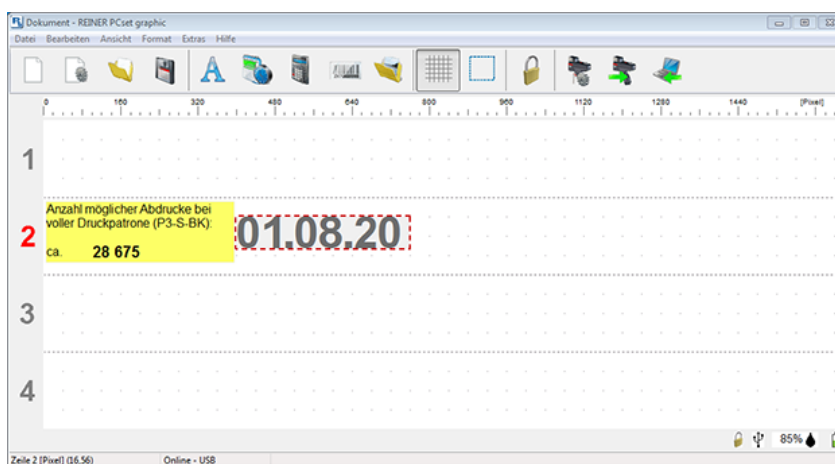 Dokument - REINER PCset graphic
Datei Bearbeiten Ansicht Format Extras Hilfe
0 160 320 480 640 800 960 1120 1280 1440 [Pixel]
1
Anzahl möglicher Abdrucke bei
voller Druckpatrone (P3-S-BK):
ca. 28 675
2
01.08.20
3
4
85%
Zeile 2 [Pixel] (16,56) Online - USB